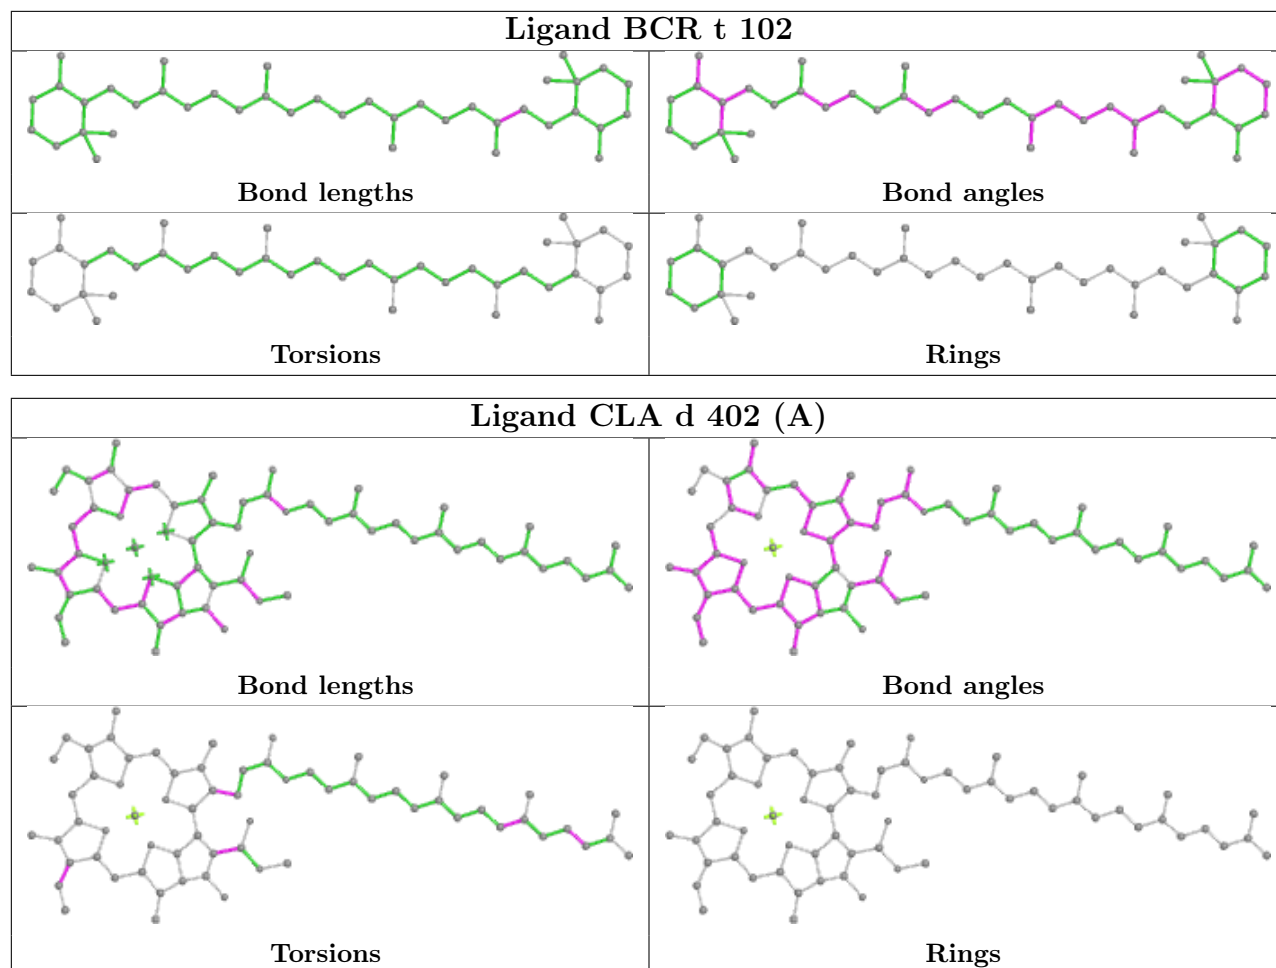 Ligand BCR t 102
Bond lengths
Bond angles
Torsions
Rings
Ligand CLA d 402 (A)
Bond lengths
Bond angles
Torsions
Rings